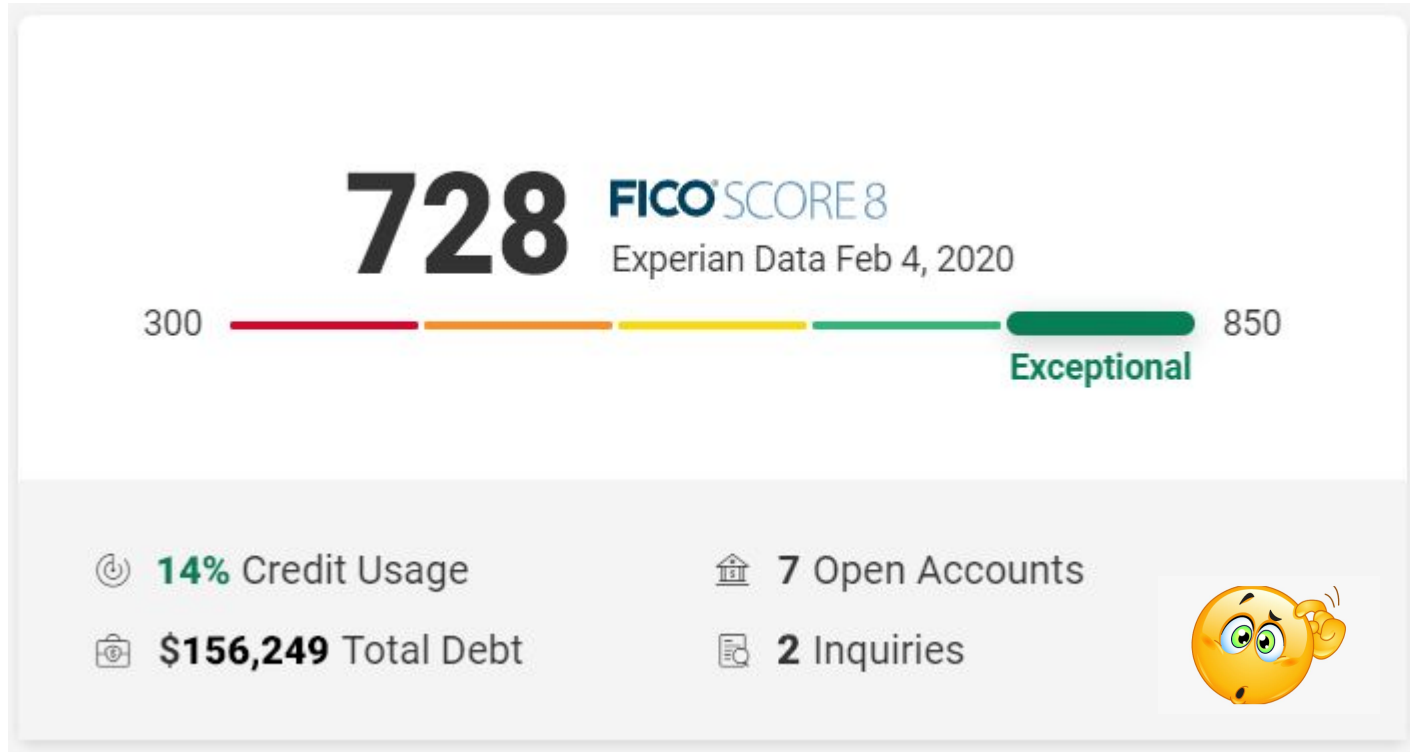 728 FICO® SCORE 8
Experian Data Feb 4, 2020
300 850
Exceptional
14% Credit Usage
7 Open Accounts
$156,249 Total Debt
2 Inquiries